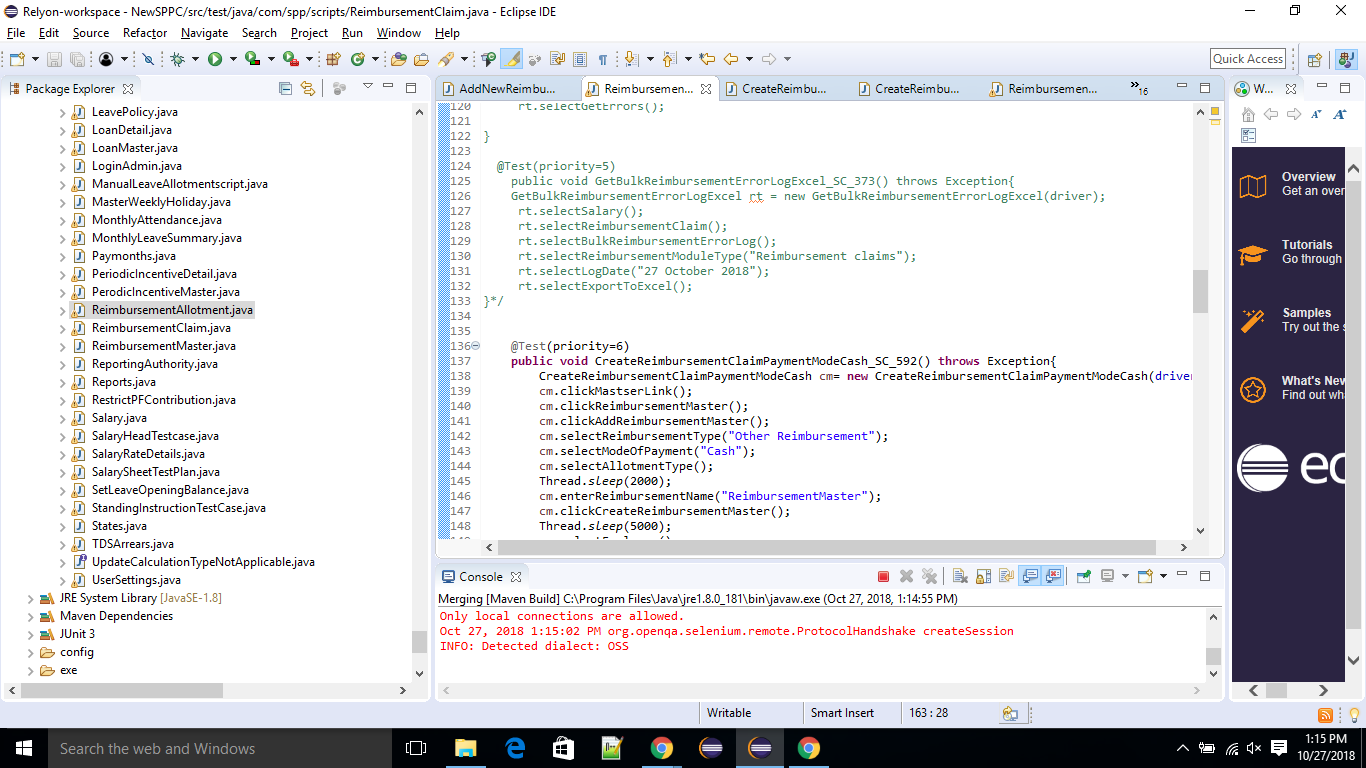 Relyon-workspace - NewSPPC/src/test/java/com/spp/scripts/ReimbursementClaim.java - Eclipse IDE
File Edit Source Refactor Navigate Search Project Run Window Help
Quick Access
Package Explorer
LeavePolicy.java
LoanDetail.java
LoanMaster.java
LoginAdmin.java
ManualLeaveAllotmentscript.java
MasterWeeklyHoliday.java
MonthlyAttendance.java
MonthlyLeaveSummary.java
Paymonths.java
PeriodicIncentiveDetail.java
PerodicIncentiveMaster.java
ReimbursementAllotment.java
ReimbursementClaim.java
ReimbursementMaster.java
ReportingAuthority.java
Reports.java
RestrictPFContribution.java
Salary.java
SalaryHeadTestcase.java
SalaryRateDetails.java
SalarySheetTestPlan.java
SetLeaveOpeningBalance.java
StandingInstructionTestCase.java
States.java
TDSArrears.java
UpdateCalculationTypeNotApplicable.java
UserSettings.java
JRE System Library [JavaSE-1.8]
Maven Dependencies
JUnit 3
config
exe
AddNewReimbu... Reimbursemen... CreateReimbu... CreateReimbu... Reimbursemen... »16
120 rt.selectGetErrors();
121
122 }
123
124 @Test(priority=5)
125 public void GetBulkReimbursementErrorLogExcel_SC_373() throws Exception{
126 GetBulkReimbursementErrorLogExcel rt = new GetBulkReimbursementErrorLogExcel(driver);
127 rt.selectSalary();
128 rt.selectReimbursementClaim();
129 rt.selectBulkReimbursementErrorLog();
130 rt.selectReimbursementModuleType("Reimbursement claims");
131 rt.selectLogDate("27 October 2018");
132 rt.selectExportToExcel();
133 }*/
134
135
136 @Test(priority=6)
137 public void CreateReimbursementClaimPaymentModeCash_SC_592() throws Exception{
138 CreateReimbursementClaimPaymentModeCash cm= new CreateReimbursementClaimPaymentModeCash(driver
139 cm.clickMastserLink();
140 cm.clickReimbursementMaster();
141 cm.clickAddReimbursementMaster();
142 cm.selectReimbursementType("Other Reimbursement");
143 cm.selectModeOfPayment("Cash");
144 cm.selectAllotmentType();
145 Thread.sleep(2000);
146 cm.enterReimbursementName("ReimbursementMaster");
147 cm.clickCreateReimbursementMaster();
148 Thread.sleep(5000);
Console
Merging [Maven Build] C:\Program Files\Java\jre1.8.0_181\bin\javaw.exe (Oct 27, 2018, 1:14:55 PM)
Only local connections are allowed.
Oct 27, 2018 1:15:02 PM org.openqa.selenium.remote.ProtocolHandshake createSession
INFO: Detected dialect: OSS
W...
Overview
Get an over
Tutorials
Go through
Samples
Try out the s
What's New
Find out wha
ec
Writable Smart Insert 163 : 28
Search the web and Windows
1:15 PM
10/27/2018